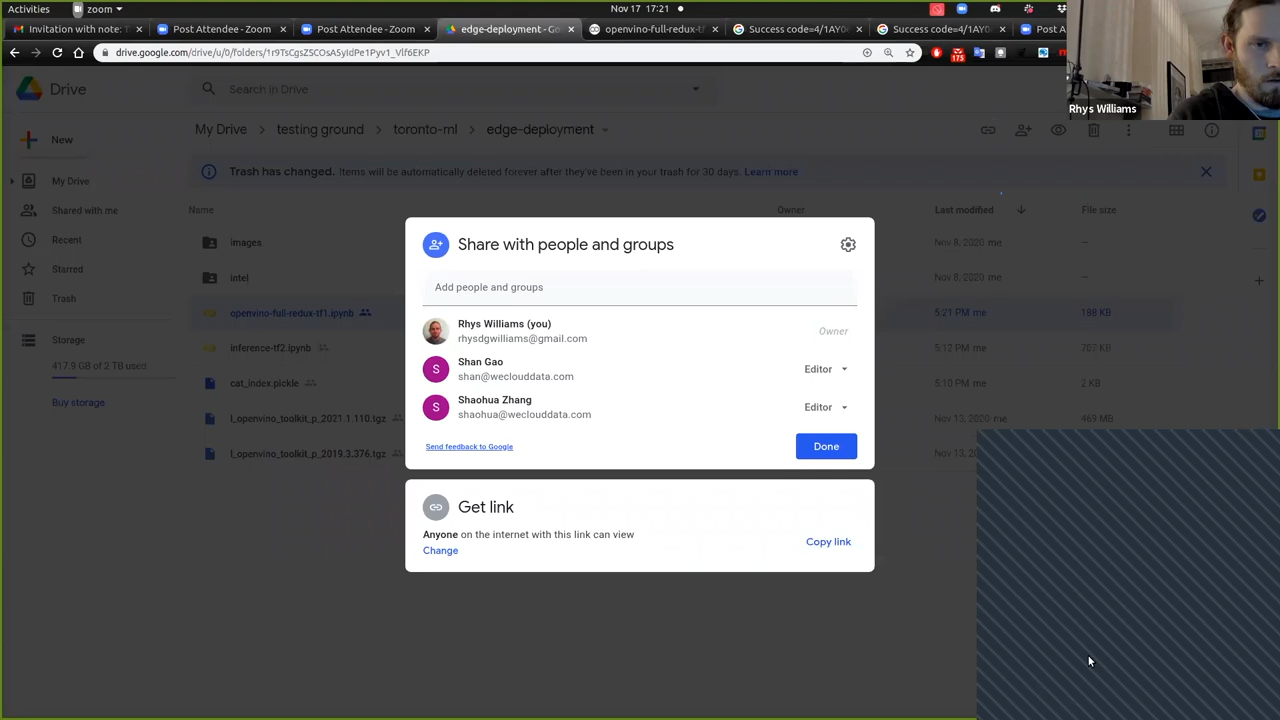 Activities
zoom
Nov 17 17:21
Invitation with note:
Post Attendee - Zoom
Post Attendee - Zoom
edge-deployment - Go
openvino-full-redux-tf1
Success code=4/1AY0
Success code=4/1AY0
Post A
drive.google.com/drive/u/0/folders/1r9TsCgsZ5COsA5yIdPe1Pyv1_Vlf6EKP
175
Rhys Williams
Drive
Search in Drive
New
My Drive
Shared with me
Recent
Starred
Trash
Storage
417.9 GB of 2 TB used
Buy storage
My Drive
testing ground
toronto-ml
edge-deployment
Trash has changed. Items will be automatically deleted forever after they've been in your trash for 30 days. Learn more
Name
Owner
Last modified
File size
images
Nov 8, 2020 me
—
intel
Nov 8, 2020 me
—
openvino-full-redux-tf1.ipynb
5:21 PM me
188 KB
inference-tf2.ipynb
5:12 PM me
707 KB
cat_index.pickle
5:10 PM me
2 KB
l_openvino_toolkit_p_2021.1.110.tgz
Nov 13, 2020 me
469 MB
l_openvino_toolkit_p_2019.3.376.tgz
Nov 13, 20
Share with people and groups
Add people and groups
Rhys Williams (you)
rhysdgwilliams@gmail.com
Owner
S
Shan Gao
shan@weclouddata.com
Editor
S
Shaohua Zhang
shaohua@weclouddata.com
Editor
Send feedback to Google
Done
Get link
Anyone on the internet with this link can view
Change
Copy link